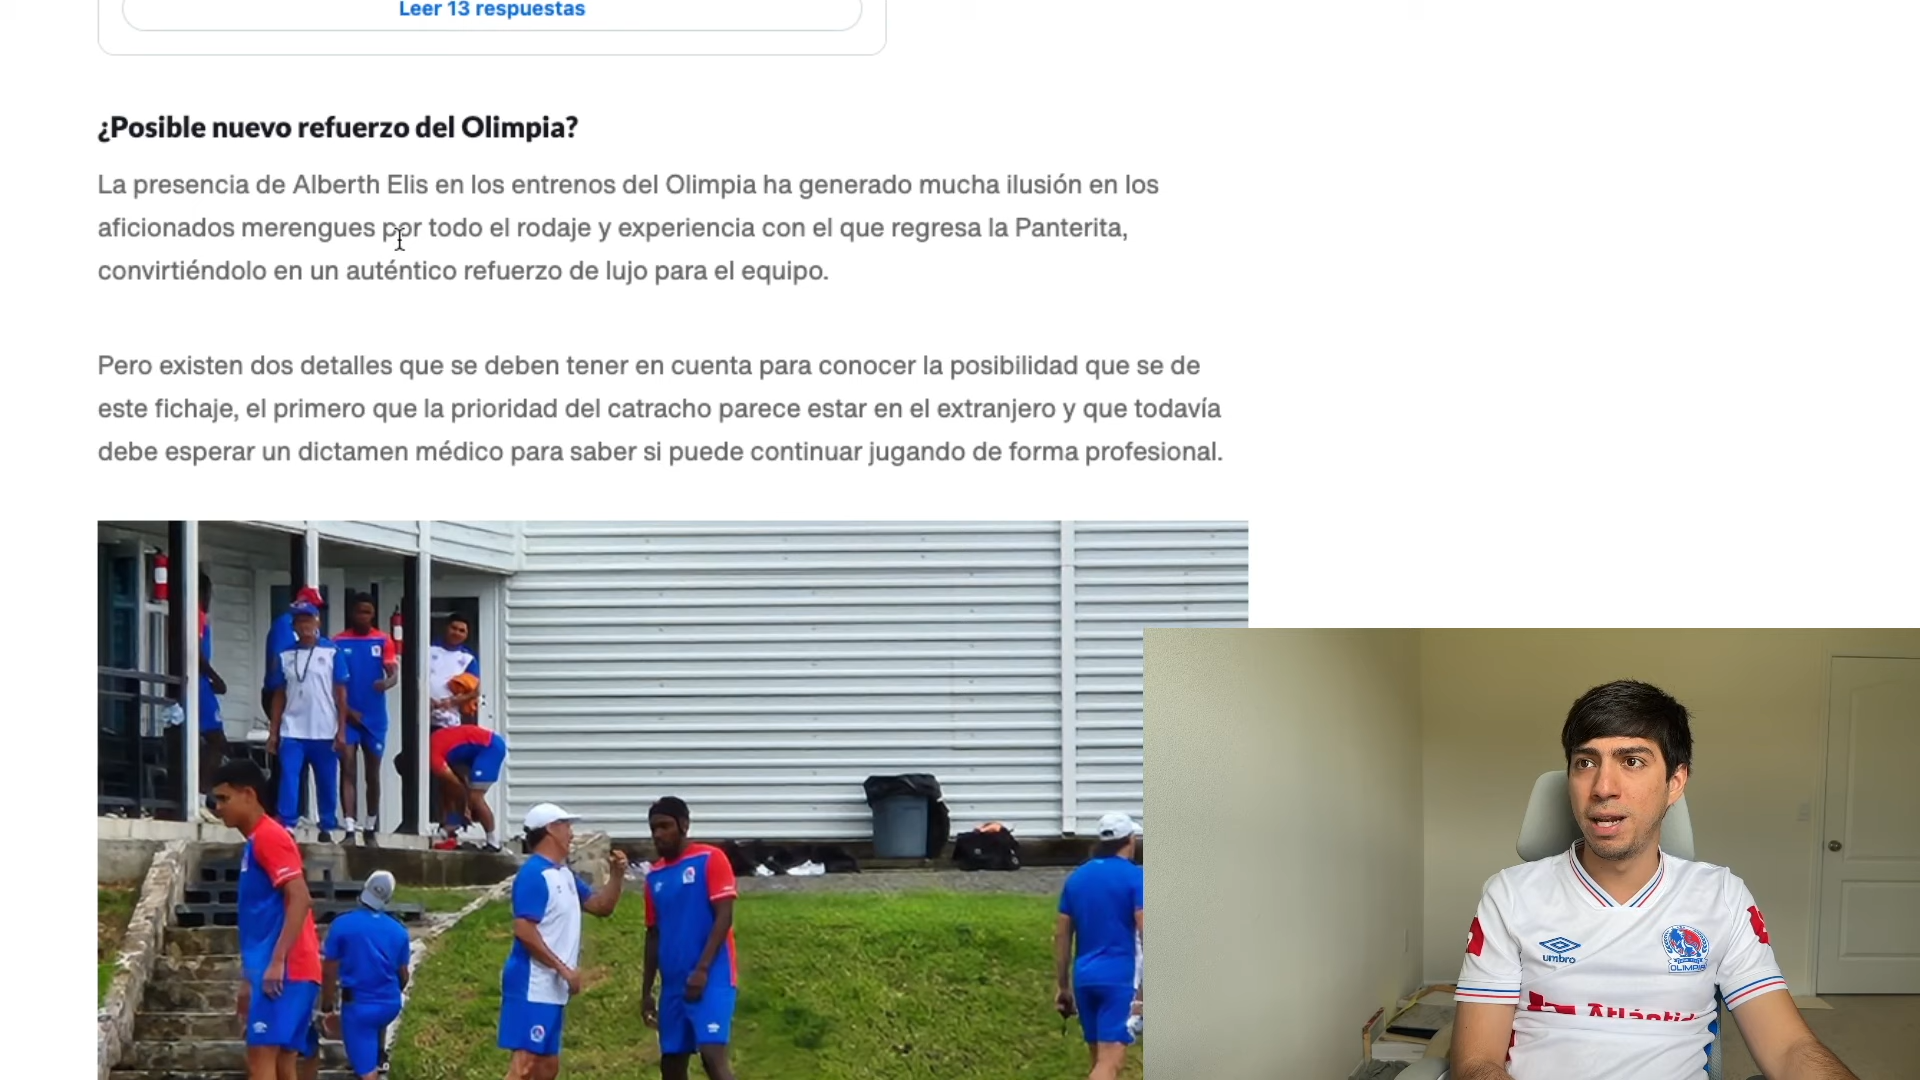 Leer 13 respuestas
¿Posible nuevo refuerzo del Olimpia?
La presencia de Alberth Elis en los entrenos del Olimpia ha generado mucha ilusión en los
aficionados merengues por todo el rodaje y experiencia con el que regresa la Panterita,
convirtiéndolo en un auténtico refuerzo de lujo para el equipo.
Pero existen dos detalles que se deben tener en cuenta para conocer la posibilidad que se de
este fichaje, el primero que la prioridad del catracho parece estar en el extranjero y que todavía
debe esperar un dictamen médico para saber si puede continuar jugando de forma profesional.
umbro
OLIMPIA